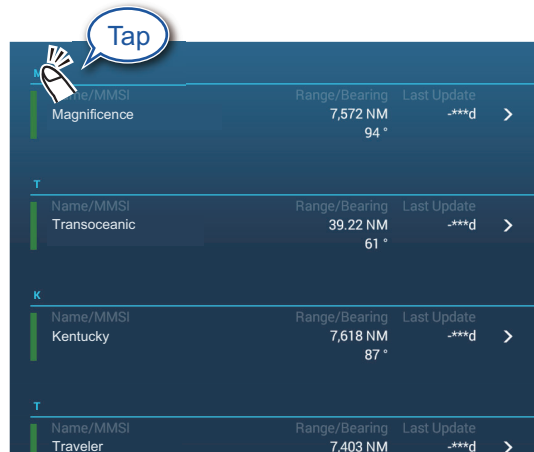 Tap
M
Name/MMSI Range/Bearing Last Update
Magnificence 7,572 NM -***d >
94 °
T
Name/MMSI Range/Bearing Last Update
Transoceanic 39.22 NM -***d >
61 °
K
Name/MMSI Range/Bearing Last Update
Kentucky 7,618 NM -***d >
87 °
T
Name/MMSI Range/Bearing Last Update
Traveler 7,403 NM -***d >